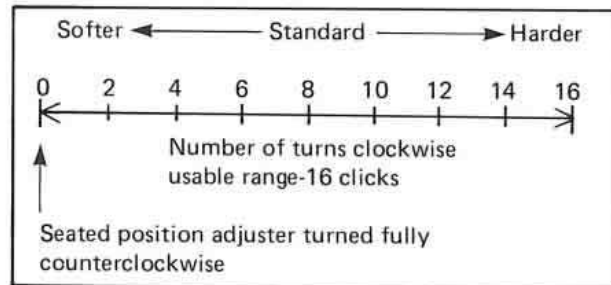 Softer Standard Harder
0 2 4 6 8 10 12 14 16
Number of turns clockwise
usable range-16 clicks
Seated position adjuster turned fully
counterclockwise